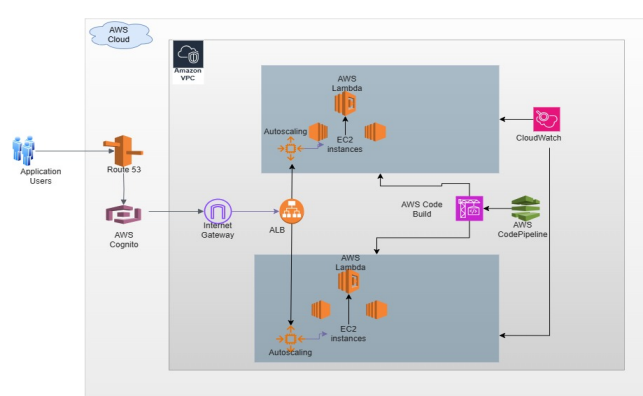 AWS
Cloud
Amazon
VPC
AWS
Lambda
Autoscaling
EC2
instances
CloudWatch
Application
Users
Route 53
AWS
Cognito
Internet
Gateway
ALB
AWS Code
Build
AWS
CodePipeline
AWS
Lambda
EC2
instances
Autoscaling